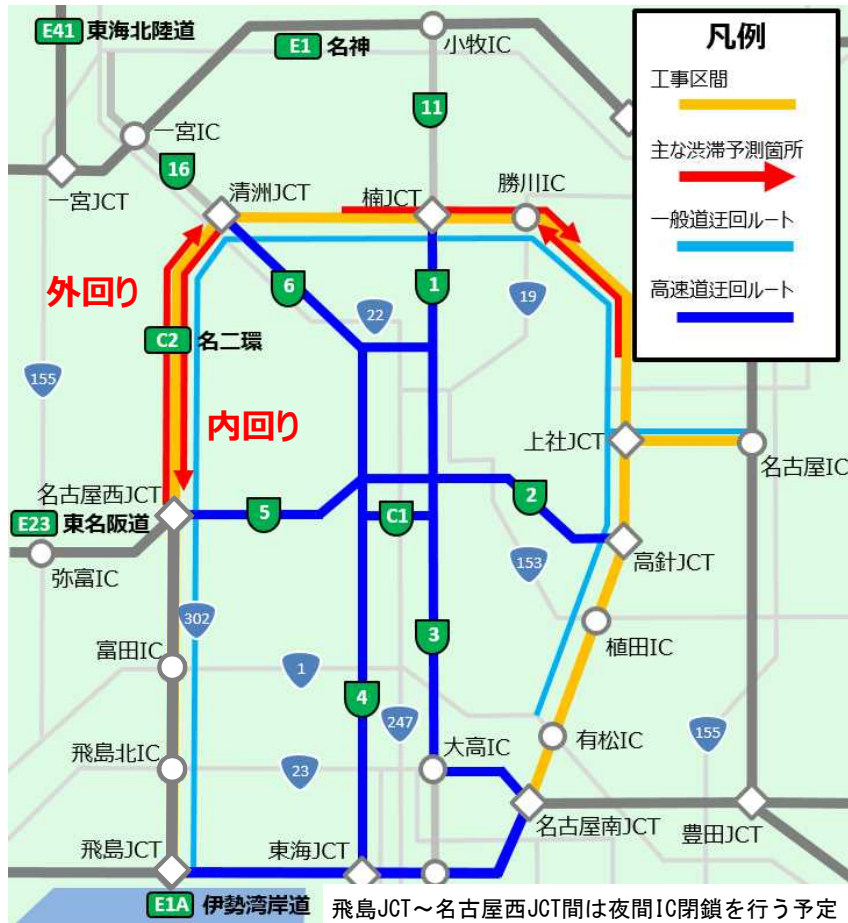 E41 東海北陸道
E1 名神
小牧IC
凡例
工事区間
主な渋滞予測箇所
一般道迂回ルート
高速道迂回ルート
一宮IC
11
16
一宮JCT
清洲JCT
楠JCT
勝川IC
外回り
6
1
19
22
C2 名二環
155
内回り
上社JCT
名古屋IC
名古屋西JCT
5
2
C1
E23 東名阪道
弥富IC
高針JCT
153
302
3
植田IC
富田IC
1
4
247
有松IC
155
飛島北IC
23
大高IC
名古屋南JCT
豊田JCT
飛島JCT
東海JCT
E1A 伊勢湾岸道
飛島JCT～名古屋西JCT間は夜間IC閉鎖を行う予定